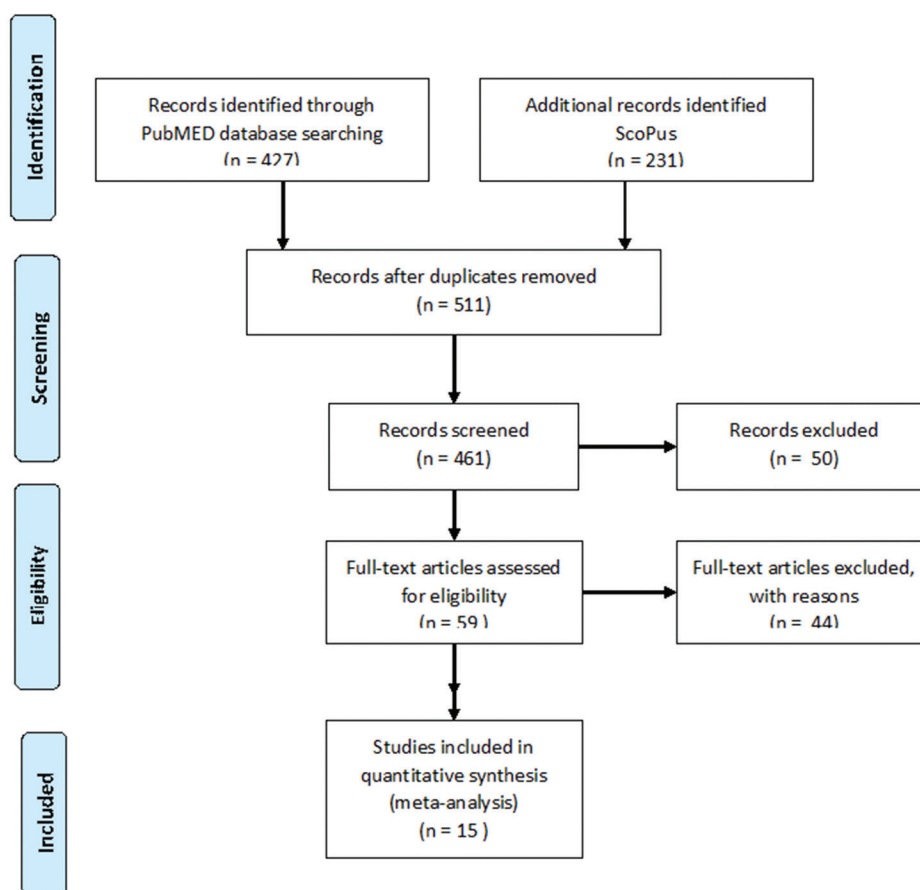 Identification
Records identified through
PubMED database searching
(n = 427)
Additional records identified
ScoPus
(n = 231)
Screening
Records after duplicates removed
(n = 511)
Records screened
(n = 461)
Records excluded
(n = 50)
Eligibility
Full-text articles assessed
for eligibility
(n = 59 )
Full-text articles excluded,
with reasons
(n = 44)
Included
Studies included in
quantitative synthesis
(meta-analysis)
(n = 15 )